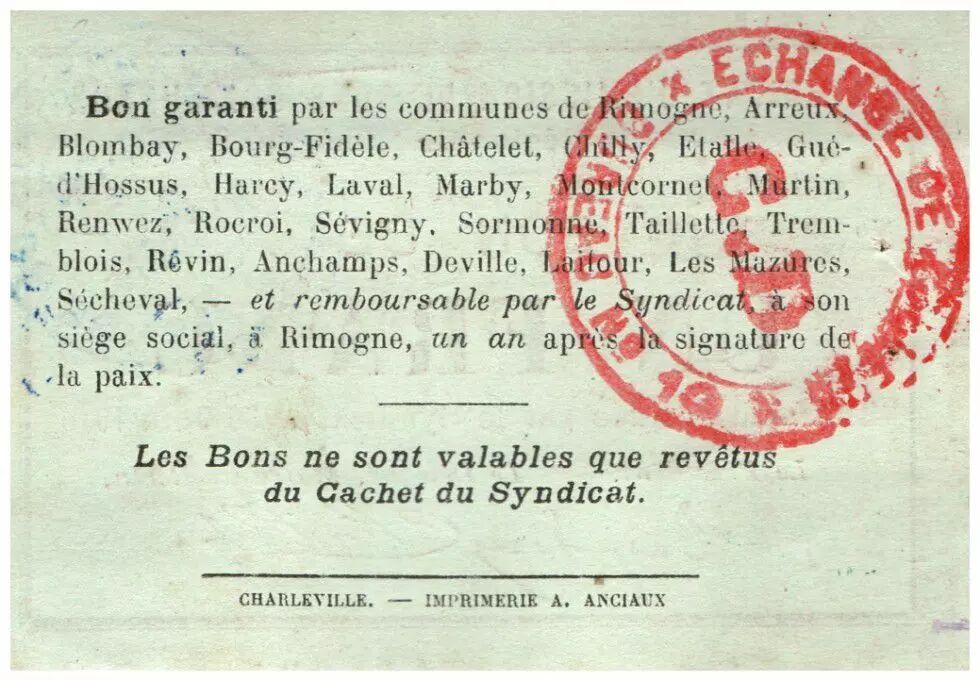 Bon garanti par les communes de Rimogne, Arreux,
Blombay, Bourg-Fidèle, Châtelet, Chilly, Etalle, Gué-
d'Hossus, Harcy, Laval, Marby, Montcornet, Murtin,
Renwez, Rocroi, Sévigny, Sormonne, Taillette, Trem-
blois, Révin, Anchamps, Deville, Laifour, Les Mazures,
Sécheval, — et remboursable par le Syndicat, à son
siège social, à Rimogne, un an après la signature de
la paix.
Les Bons ne sont valables que revêtus
du Cachet du Syndicat.
CHARLEVILLE. — IMPRIMERIE A. ANCIAUX
ECHANGE DE